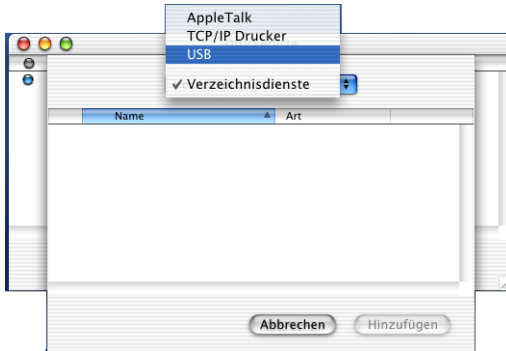 AppleTalk
TCP/IP Drucker
USB
Verzeichnisdienste
Name Art
Abbrechen Hinzufügen